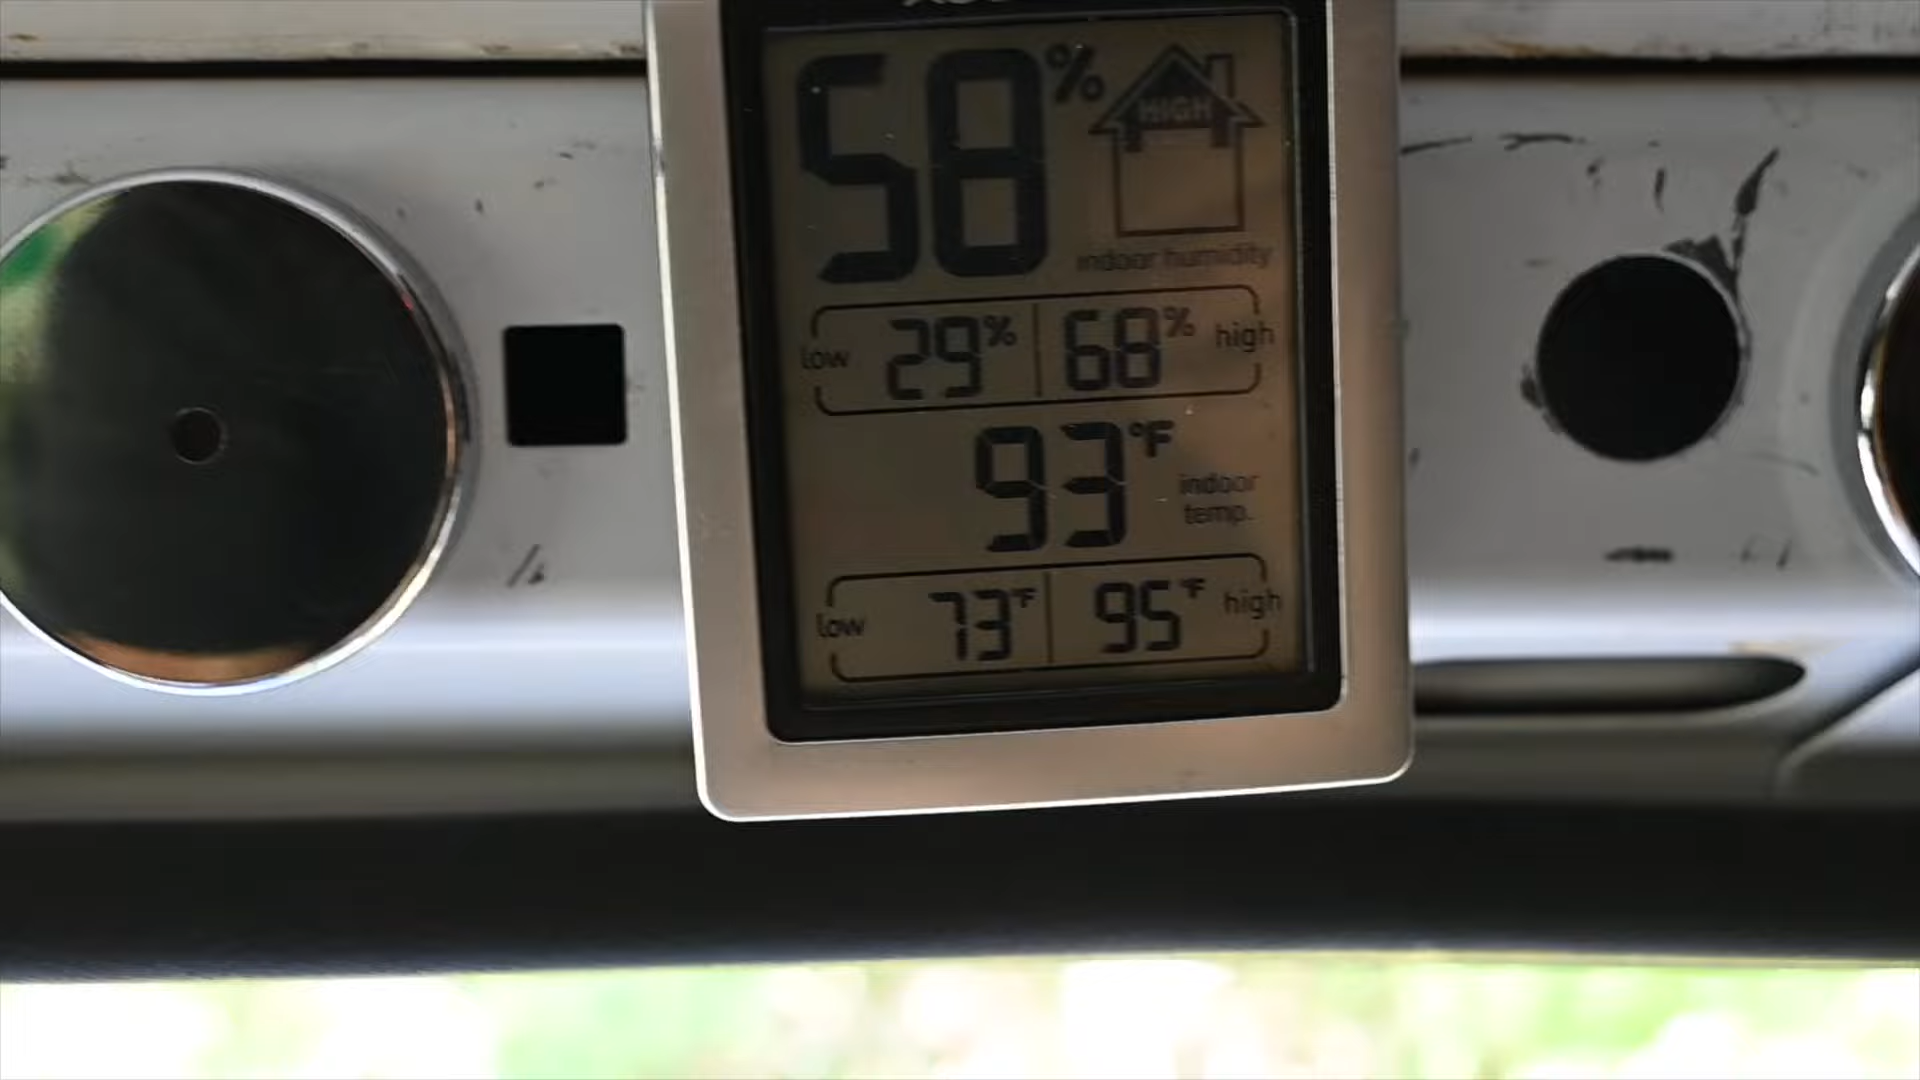 58%
HIGH
indoor humidity
low 29% 68% high
93°F
indoor
temp.
low 73°F 95°F high